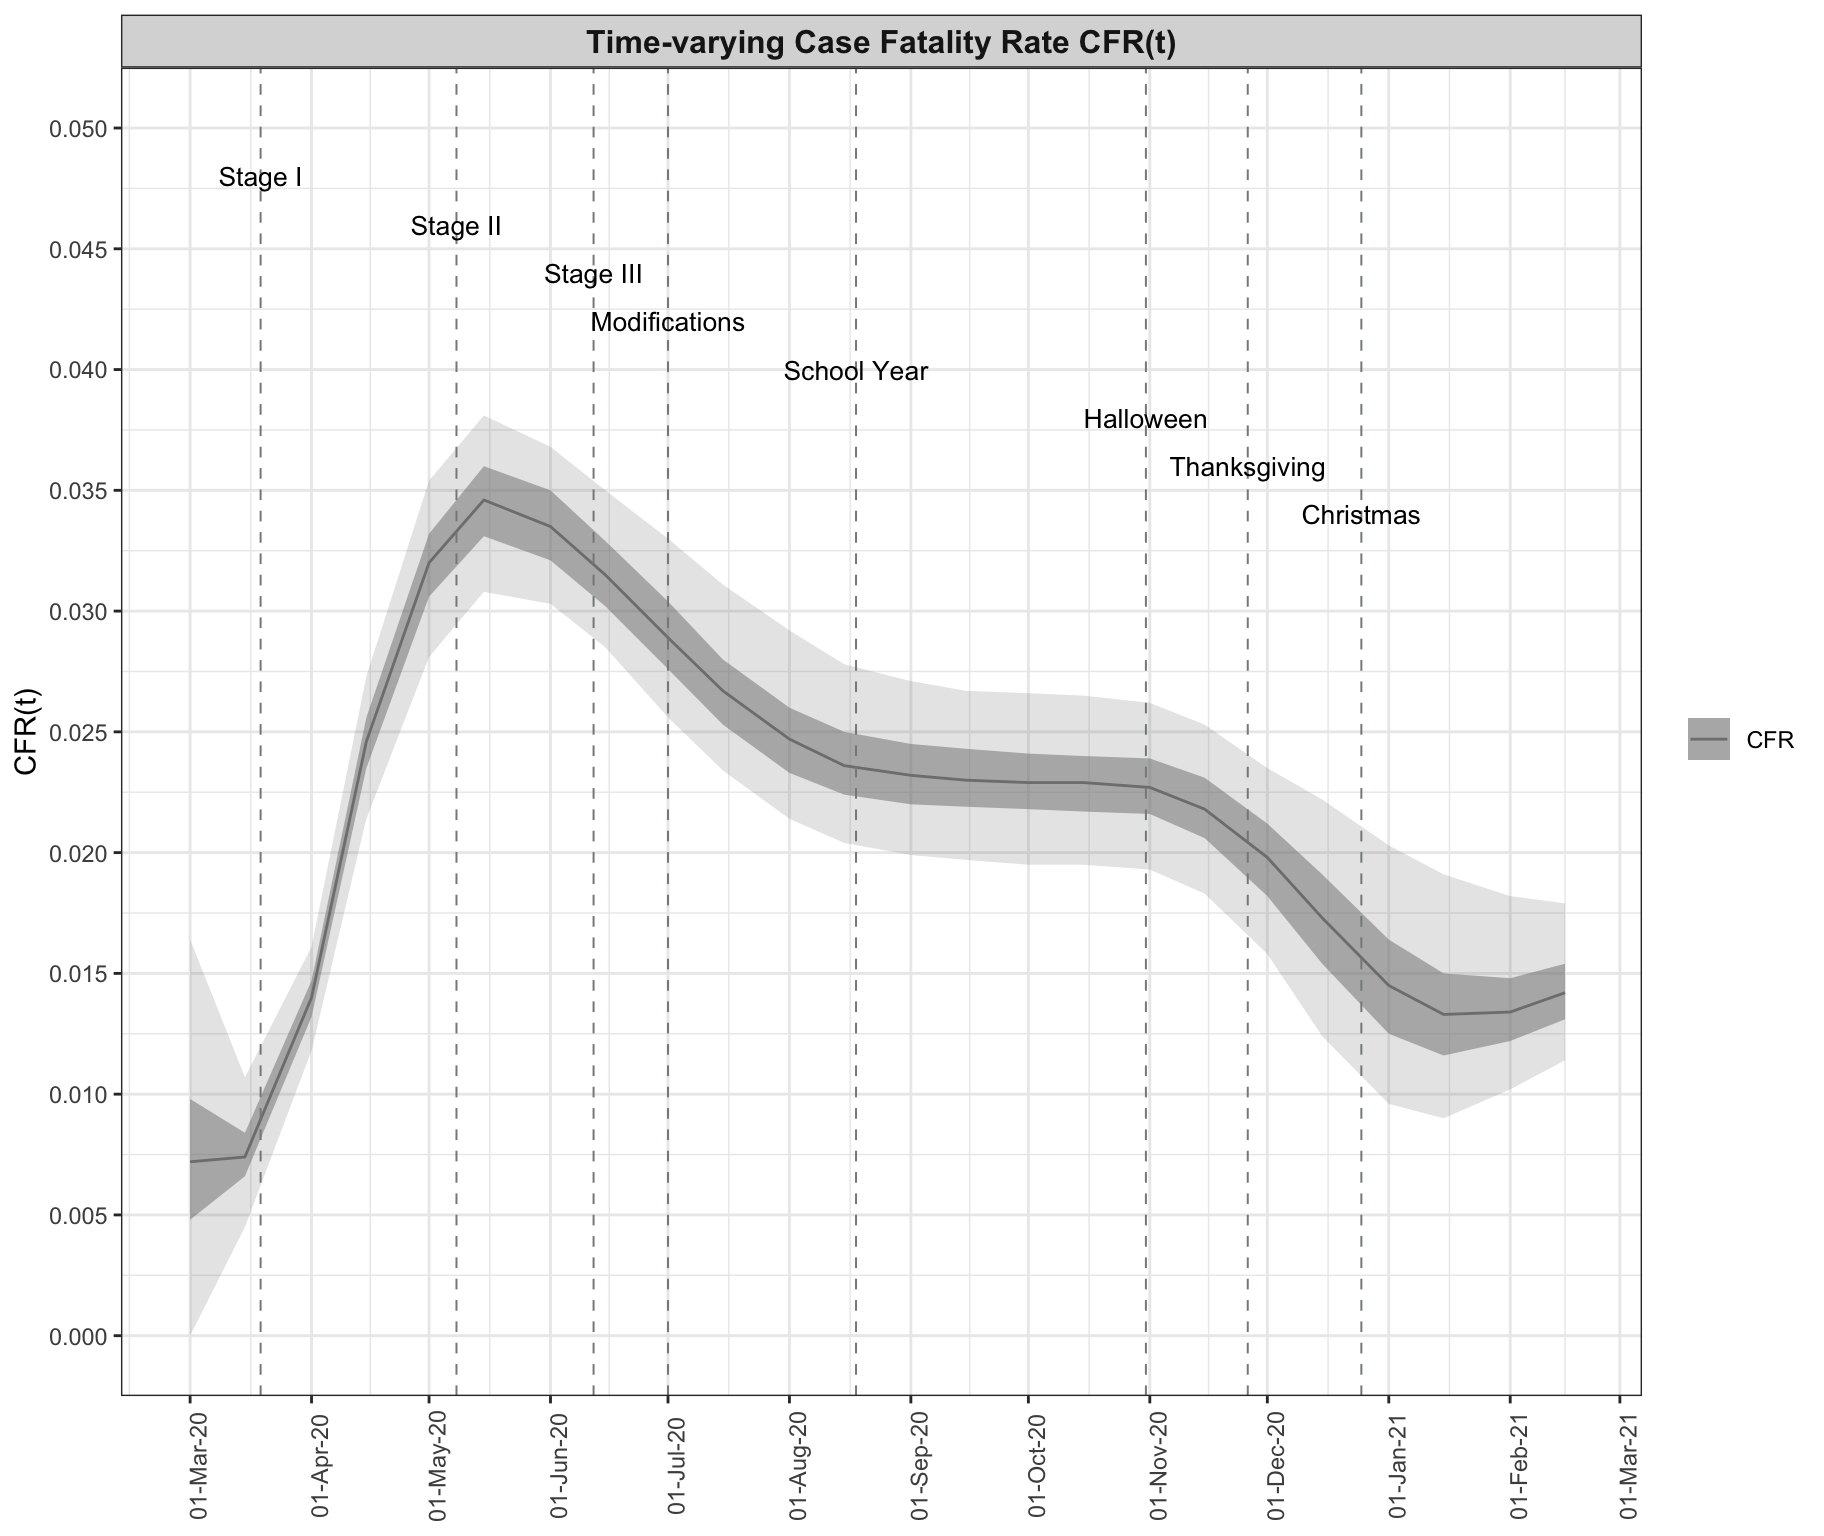 Time-varying Case Fatality Rate CFR(t)
0.050
Stage I
Stage II
0.045
Stage III
Modifications
0.040
School Year
Halloween
Thanksgiving
0.035
Christmas
0.030
0.025
CFR(t)
CFR
0.020
0.015
0.010
0.005
0.000
01-Mar-20
01-Apr-20
01-May-20
01-Jun-20
01-Jul-20
01-Aug-20
01-Sep-20
01-Oct-20
01-Nov-20
01-Dec-20
01-Jan-21
01-Feb-21
01-Mar-21